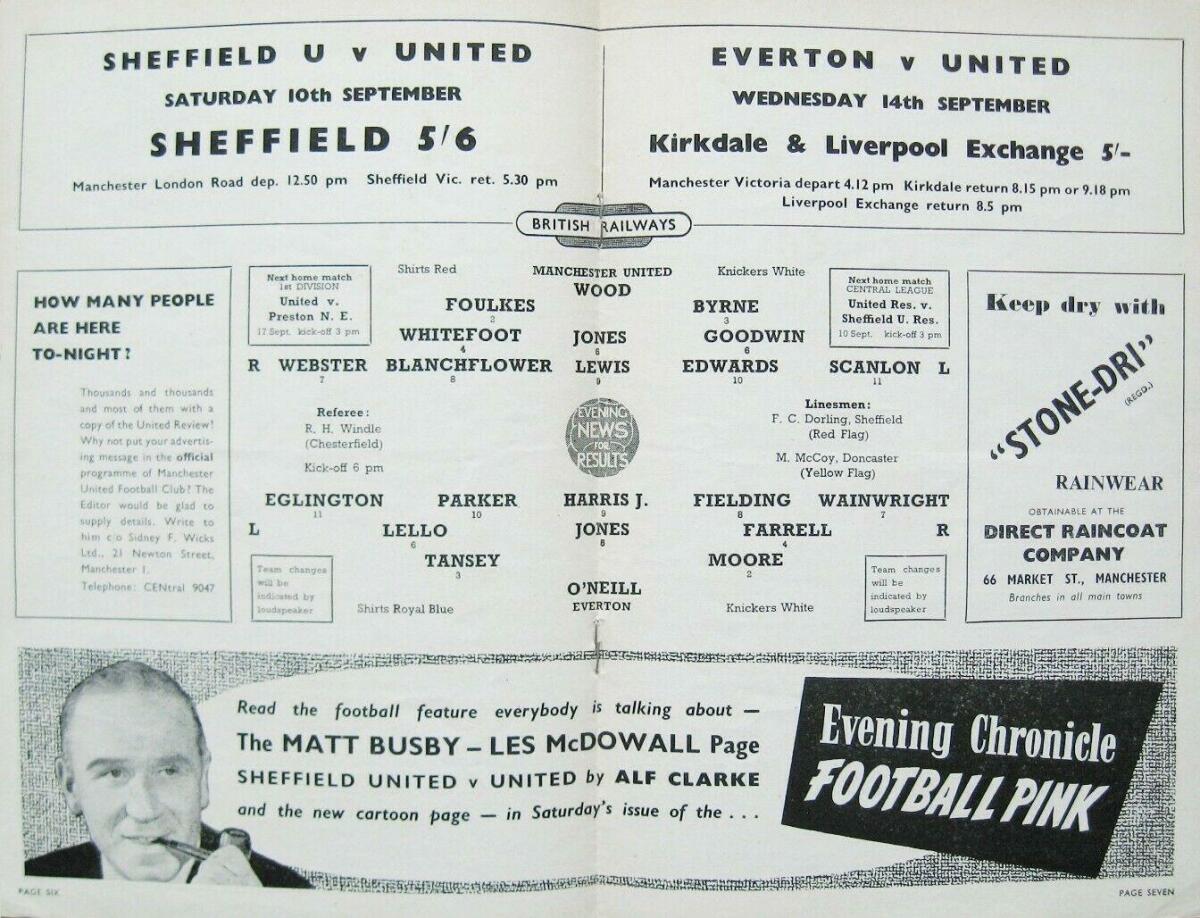 SHEFFIELD U v UNITED
SATURDAY 10th SEPTEMBER
SHEFFIELD 5/6
Manchester London Road dep. 12.50 pm Sheffield Vic. ret. 5.30 pm
EVERTON v UNITED
WEDNESDAY 14th SEPTEMBER
Kirkdale & Liverpool Exchange 5/-
Manchester Victoria depart 4.12 pm Kirkdale return 8.15 pm or 9.18 pm
Liverpool Exchange return 8.5 pm
BRITISH RAILWAYS
HOW MANY PEOPLE
ARE HERE
TO-NIGHT?
Thousands and thousands
and most of them with a
copy of the United Review!
Why not put your advertis-
ing message in the official
programme of Manchester
United Football Club? The
Editor would be glad to
supply details. Write to
him c/o Sidney F. Wicks
Ltd., 21 Newton Street,
Manchester 1.
Telephone: CENtral 9047
Next home match
1st DIVISION
United v.
Preston N. E.
17 Sept. kick-off 3 pm
Shirts Red
MANCHESTER UNITED
Knickers White
WOOD
Next home match
CENTRAL LEAGUE
United Res. v.
Sheffield U. Res.
10 Sept. kick-off 3 pm
FOULKES BYRNE
2 3
WHITEFOOT JONES GOODWIN
4 5 6
R WEBSTER BLANCHFLOWER LEWIS EDWARDS SCANLON L
7 8 9 10 11
Referee:
R. H. Windle
(Chesterfield)
Kick-off 6 pm
EVENING
NEWS
FOR
RESULTS
Linesmen:
F. C. Dorling, Sheffield
(Red Flag)
M. McCoy, Doncaster
(Yellow Flag)
EGLINGTON PARKER HARRIS J. FIELDING WAINWRIGHT
11 10 9 8 7
L LELLO JONES FARRELL R
6 5 4
TANSEY MOORE
3 2
O'NEILL
EVERTON
Team changes
will be
indicated by
loudspeaker
Shirts Royal Blue
Knickers White
Team changes
will be
indicated by
loudspeaker
Keep dry with
"STONE-DRI"
(REGD.)
RAINWEAR
OBTAINABLE AT THE
DIRECT RAINCOAT
COMPANY
66 MARKET ST., MANCHESTER
Branches in all main towns
Read the football feature everybody is talking about —
The MATT BUSBY – LES McDOWALL Page
SHEFFIELD UNITED v UNITED by ALF CLARKE
and the new cartoon page — in Saturday's issue of the . . .
Evening Chronicle
FOOTBALL PINK
PAGE SIX
PAGE SEVEN